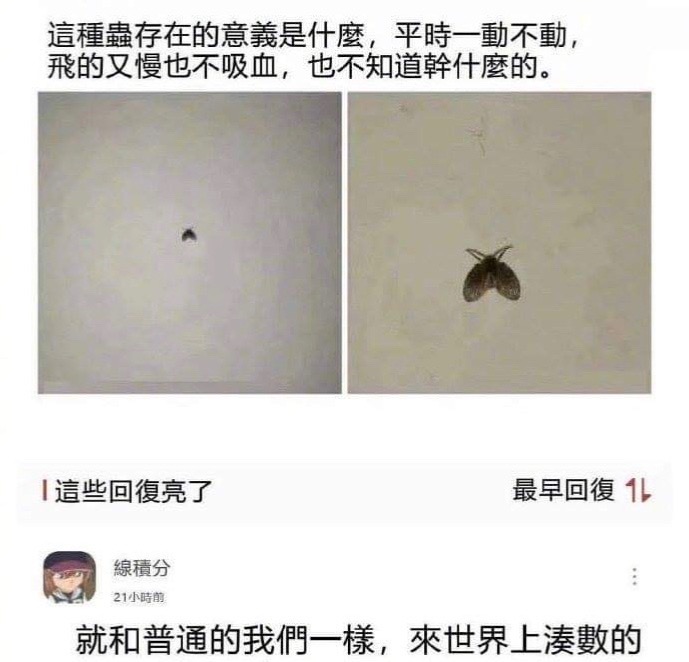 這種蟲存在的意義是什麼，平時一動不動，
飛的又慢也不吸血，也不知道幹什麼的。
這些回復亮了
最早回復
線積分
21小時前
就和普通的我們一樣，來世界上湊數的